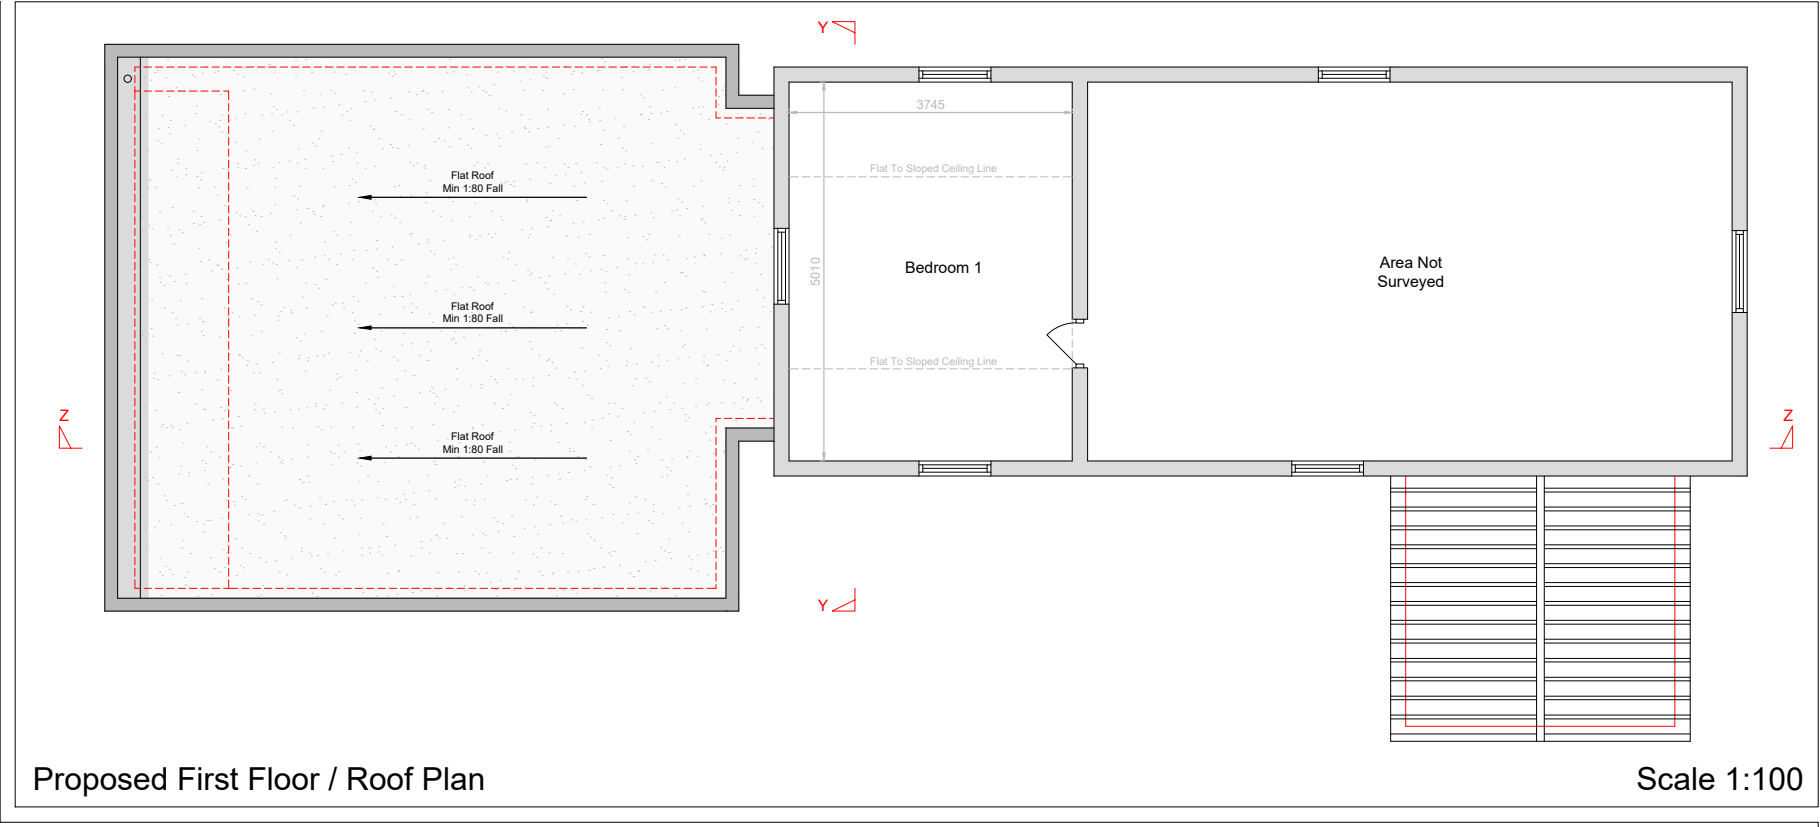 Y
3745
Flat To Sloped Ceiling Line
Flat Roof
Min 1:80 Fall
5010
Bedroom 1
Area Not
Surveyed
Flat Roof
Min 1:80 Fall
Flat To Sloped Ceiling Line
Z
Z
Flat Roof
Min 1:80 Fall
Y
Proposed First Floor / Roof Plan
Scale 1:100